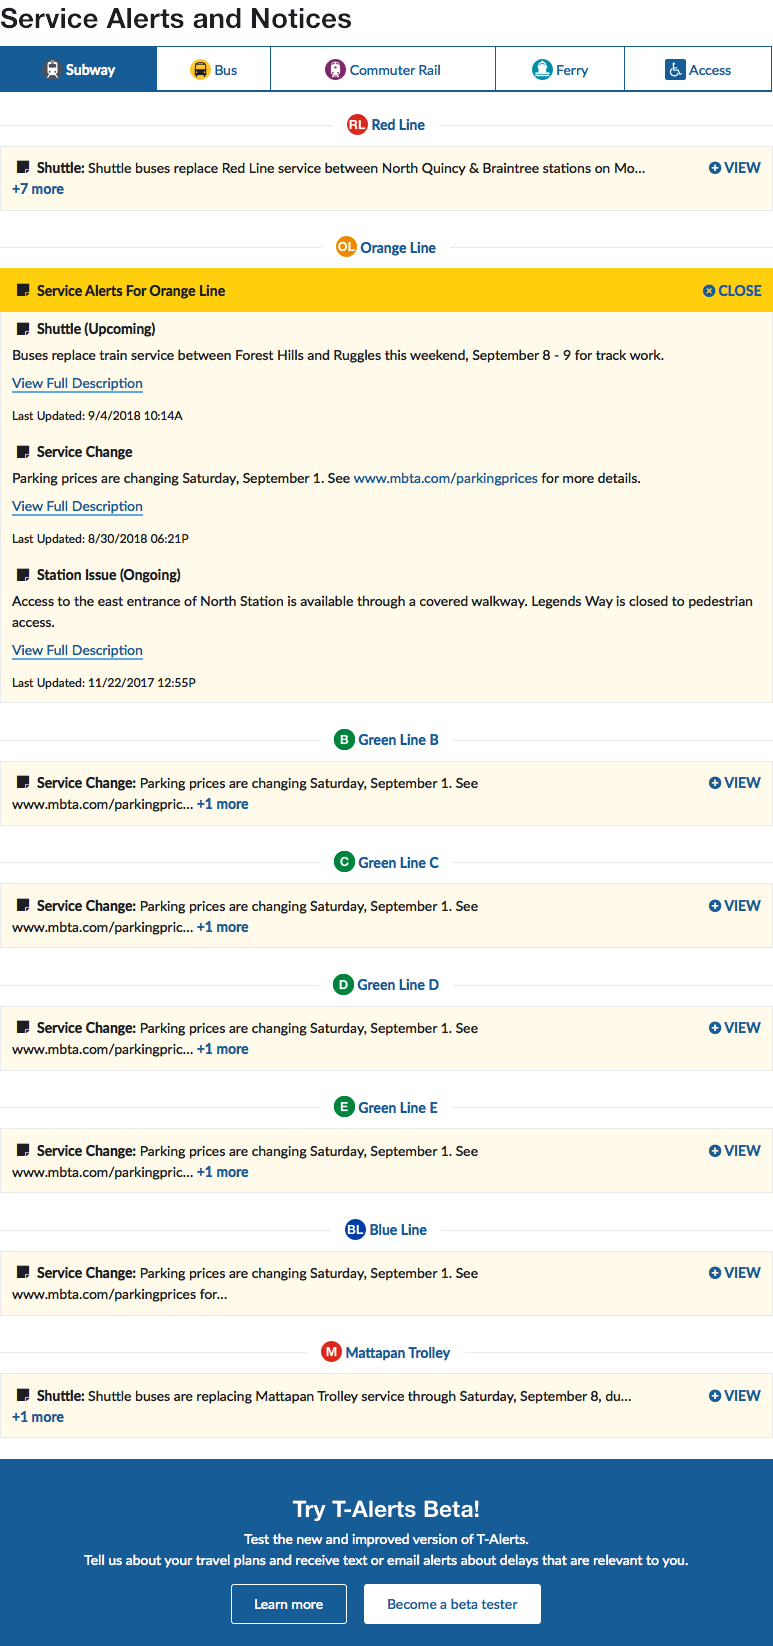 Service Alerts and Notices
Subway Bus Commuter Rail Ferry Access
RL Red Line
Shuttle: Shuttle buses replace Red Line service between North Quincy & Braintree stations on Mo... VIEW
+7 more
OL Orange Line
Service Alerts For Orange Line CLOSE
Shuttle (Upcoming)
Buses replace train service between Forest Hills and Ruggles this weekend, September 8 - 9 for track work.
View Full Description
Last Updated: 9/4/2018 10:14A
Service Change
Parking prices are changing Saturday, September 1. See www.mbta.com/parkingprices for more details.
View Full Description
Last Updated: 8/30/2018 06:21P
Station Issue (Ongoing)
Access to the east entrance of North Station is available through a covered walkway. Legends Way is closed to pedestrian
access.
View Full Description
Last Updated: 11/22/2017 12:55P
B Green Line B
Service Change: Parking prices are changing Saturday, September 1. See VIEW
www.mbta.com/parkingpric... +1 more
C Green Line C
Service Change: Parking prices are changing Saturday, September 1. See VIEW
www.mbta.com/parkingpric... +1 more
D Green Line D
Service Change: Parking prices are changing Saturday, September 1. See VIEW
www.mbta.com/parkingpric... +1 more
E Green Line E
Service Change: Parking prices are changing Saturday, September 1. See VIEW
www.mbta.com/parkingpric... +1 more
BL Blue Line
Service Change: Parking prices are changing Saturday, September 1. See VIEW
www.mbta.com/parkingprices for...
M Mattapan Trolley
Shuttle: Shuttle buses are replacing Mattapan Trolley service through Saturday, September 8, du... VIEW
+1 more
Try T-Alerts Beta!
Test the new and improved version of T-Alerts.
Tell us about your travel plans and receive text or email alerts about delays that are relevant to you.
Learn more Become a beta tester